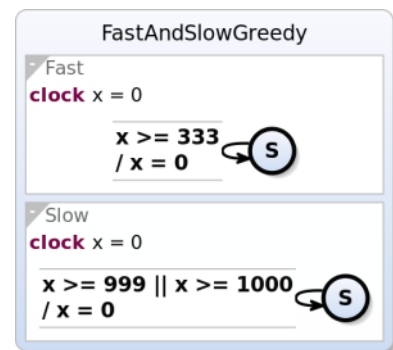 FastAndSlowGreedy
- Fast
clock x = 0
x >= 333
/ x = 0
S
- Slow
clock x = 0
x >= 999 || x >= 1000
/ x = 0
S